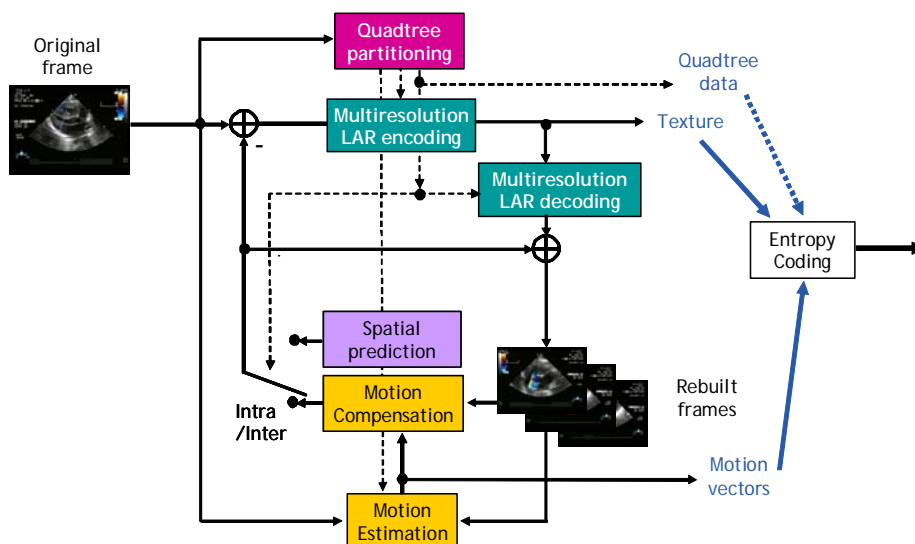 Original
frame
Quadtree
partitioning
Quadtree
data
Multiresolution
LAR encoding
Texture
-
Multiresolution
LAR decoding
Entropy
Coding
Spatial
prediction
Motion
Compensation
Intra
/Inter
Rebuilt
frames
Motion
vectors
Motion
Estimation